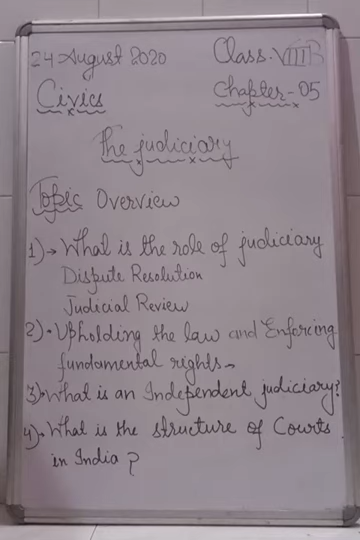 24 August 2020 Class-VIII B
Civics Chapter-05
The judiciary
Topic Overview
1)→ What is the role of judiciary
Dispute Resolution
Judicial Review
2)• Upholding the law and Enforcing
fundamental rights→
3)• What is an Independent judiciary?
4)• What is the structure of Courts
in India?